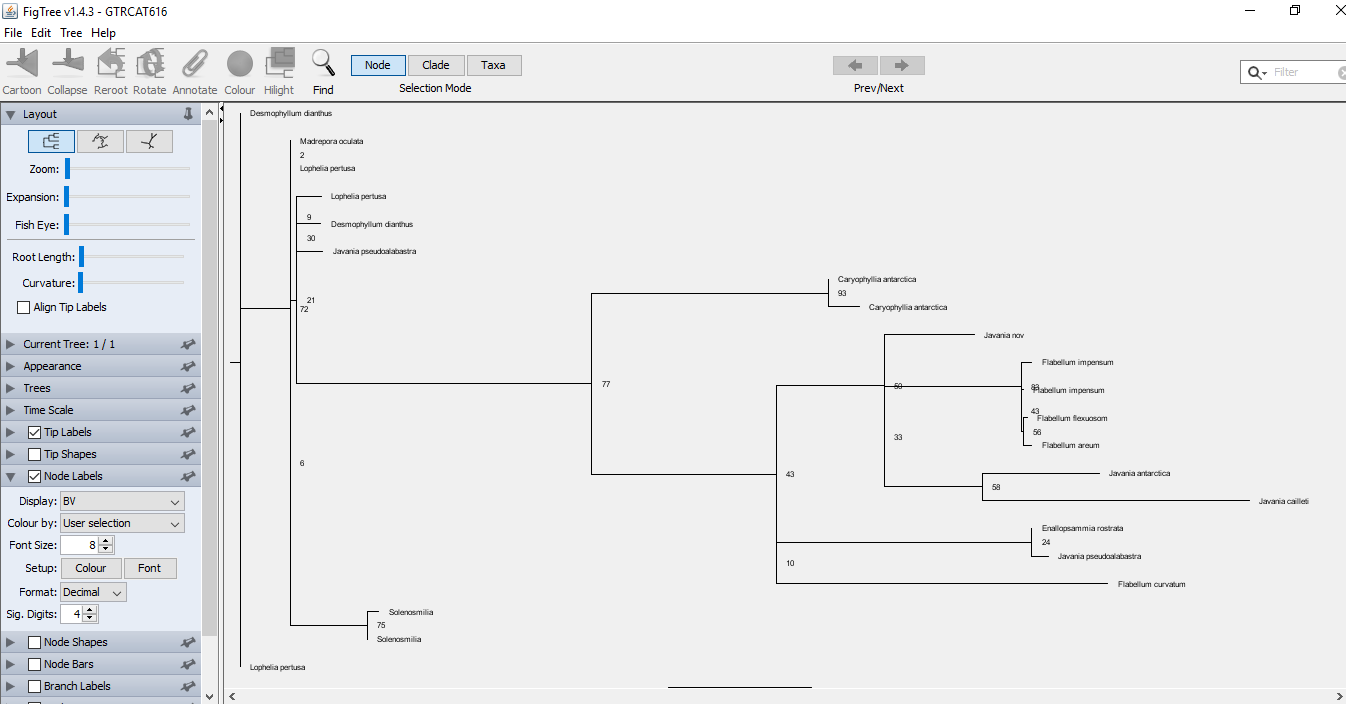 FigTree v1.4.3 - GTRCAT616
File Edit Tree Help
Cartoon Collapse Reroot Rotate Annotate Colour Hilight Find
Node Clade Taxa
Selection Mode
Prev/Next
Filter
Layout
Zoom:
Expansion:
Fish Eye:
Root Length:
Curvature:
Align Tip Labels
Current Tree: 1 / 1
Appearance
Trees
Time Scale
Tip Labels
Tip Shapes
Node Labels
Display: BV
Colour by: User selection
Font Size: 8
Setup: Colour Font
Format: Decimal
Sig. Digits: 4
Node Shapes
Node Bars
Branch Labels
Desmophyllum dianthus
Madrepora oculata
2
Lophelia pertusa
Lophelia pertusa
9
Desmophyllum dianthus
30
Javania pseudoalabastra
21
72
Caryophyllia antarctica
93
Caryophyllia antarctica
77
Javania nov
Flabellum impensum
50
Flabellum impensum
43
Flabellum flexuosom
56
Flabellum areum
33
6
43
Javania antarctica
58
Javania cailleti
Enallopsammia rostrata
24
Javania pseudoalabastra
10
Flabellum curvatum
Solenosmilia
75
Solenosmilia
Lophelia pertusa